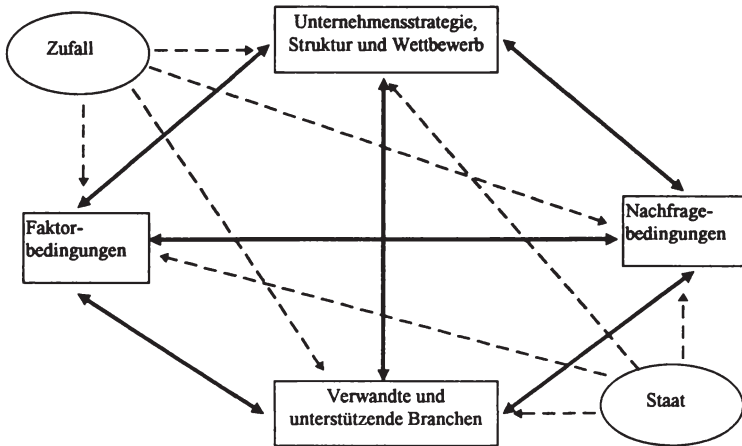 Unternehmensstrategie,
Struktur und Wettbewerb
Zufall
Faktor-
bedingungen
Nachfrage-
bedingungen
Verwandte und
unterstützende Branchen
Staat